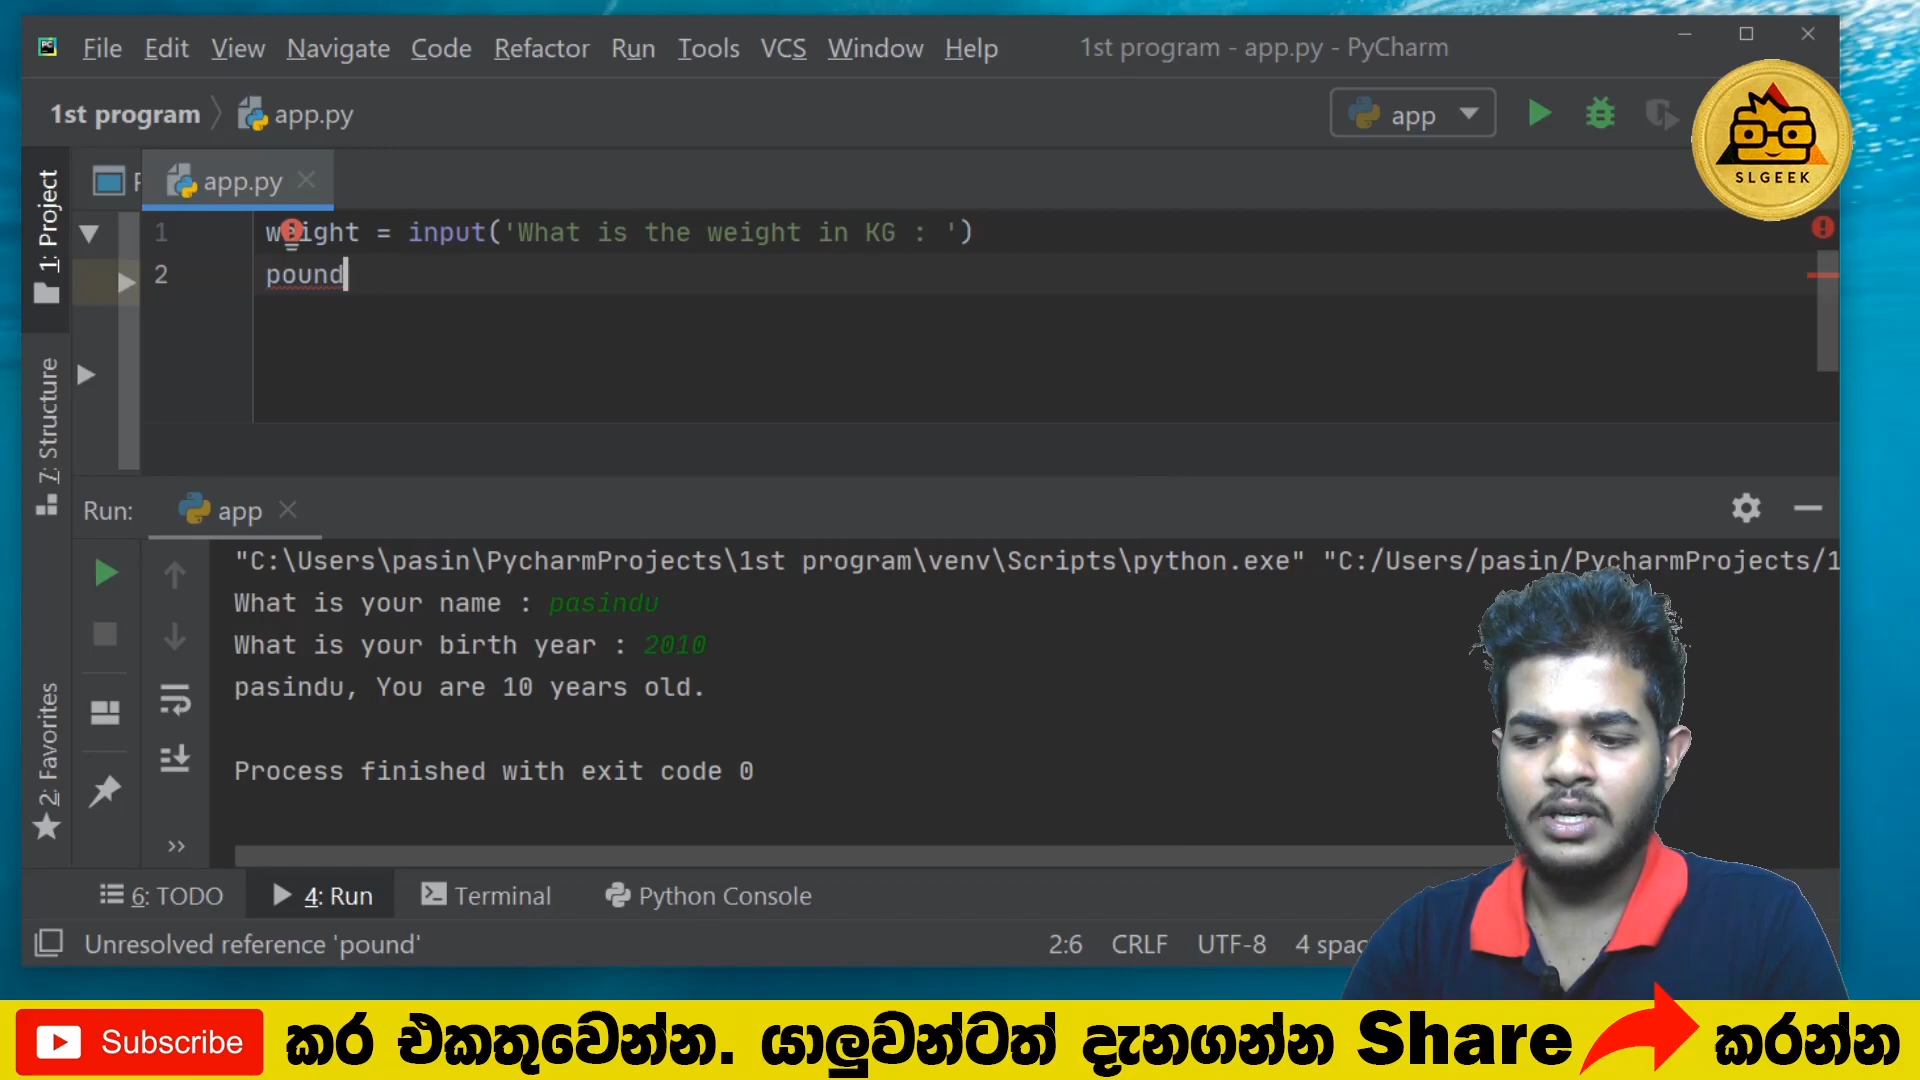 File Edit View Navigate Code Refactor Run Tools VCS Window Help 1st program - app.py - PyCharm
1st program app.py app
SLGEEK
app.py
1: Project
1 weight = input('What is the weight in KG : ')
2 pound
7: Structure
Run: app
"C:\Users\pasin\PycharmProjects\1st program\venv\Scripts\python.exe" "C:/Users/pasin/PycharmProjects/1
What is your name : pasindu
What is your birth year : 2010
pasindu, You are 10 years old.
Process finished with exit code 0
2: Favorites
6: TODO 4: Run Terminal Python Console
Unresolved reference 'pound' 2:6 CRLF UTF-8 4 spac
Subscribe කර එකතුවෙන්න. යාලුවන්ටත් දැනගන්න Share කරන්න